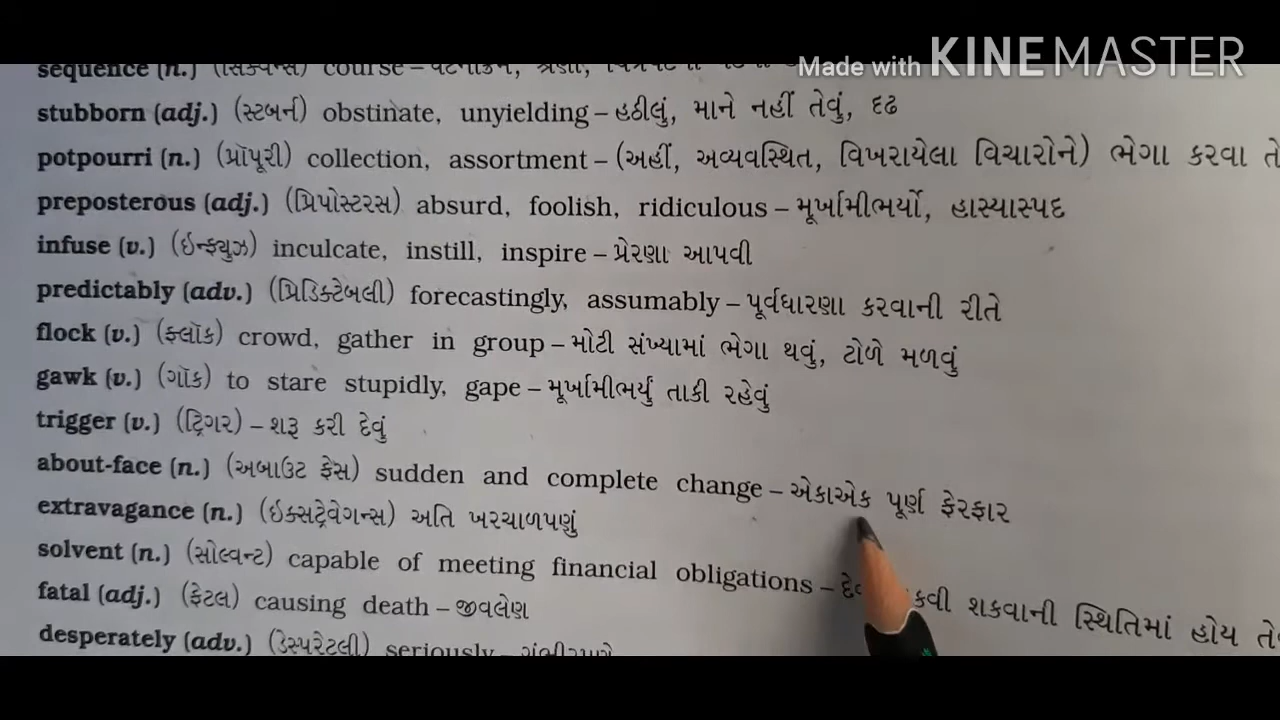 Made with KINEMASTER
sequence (n.) (સિક્વન્સ) course –
stubborn (adj.) (સ્ટબર્ન) obstinate, unyielding – હઠીલું, માને નહીં તેવું, દૃઢ
potpourri (n.) (પ્રૉપૂરી) collection, assortment – (અહીં, અવ્યવસ્થિત, વિખરાયેલા વિચારોને) ભેગા કરવા તે
preposterous (adj.) (પ્રિપોસ્ટરસ) absurd, foolish, ridiculous – મૂર્ખામીભર્યો, હાસ્યાસ્પદ
infuse (v.) (ઇન્ફ્યુઝ) inculcate, instill, inspire – પ્રેરણા આપવી
predictably (adv.) (પ્રિડિક્ટેબલી) forecastingly, assumably – પૂર્વધારણા કરવાની રીતે
flock (v.) (ફ્લૉક) crowd, gather in group – મોટી સંખ્યામાં ભેગા થવું, ટોળે મળવું
gawk (v.) (ગૉક) to stare stupidly, gape – મૂર્ખામીભર્યું તાકી રહેવું
trigger (v.) (ટ્રિગર) – શરૂ કરી દેવું
about-face (n.) (અબાઉટ ફેસ) sudden and complete change – એકાએક પૂર્ણ ફેરફાર
extravagance (n.) (ઇક્સટ્રેવેગન્સ) અતિ ખરચાળપણું
solvent (n.) (સોલ્વન્ટ) capable of meeting financial obligations – શકવાની સ્થિતિમાં હોય
fatal (adj.) (ફેટલ) causing death – જીવલેણ
desperately (adv.) (ડેસ્પરેટલી) seriously –